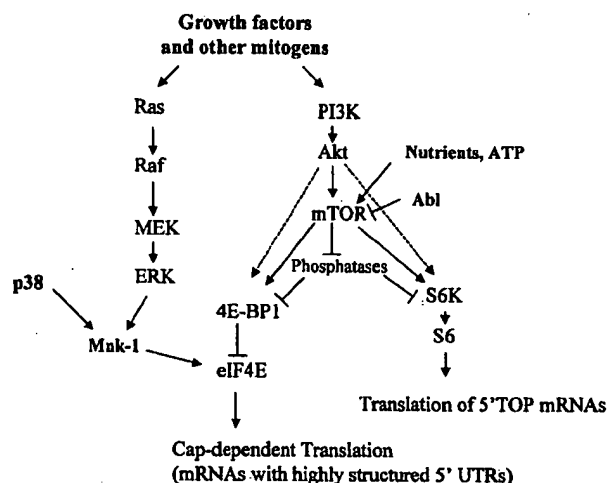 Growth factors
and other mitogens
Ras
PI3K
Raf
Akt
Nutrients, ATP
Abl
mTOR
MEK
Phosphatases
ERK
p38
S6K
4E-BP1
Mnk-1
S6
eIF4E
Translation of 5'TOP mRNAs
Cap-dependent Translation
(mRNAs with highly structured 5' UTRs)